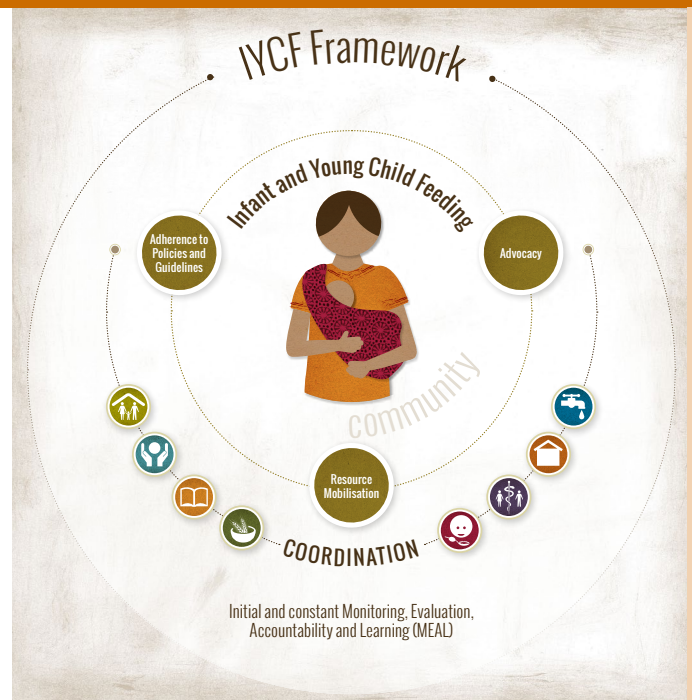 IYCF Framework
Infant and Young Child Feeding
Adherence to
Policies and
Guidelines
Advocacy
community
Resource
Mobilisation
COORDINATION
Initial and constant Monitoring, Evaluation,
Accountability and Learning (MEAL)